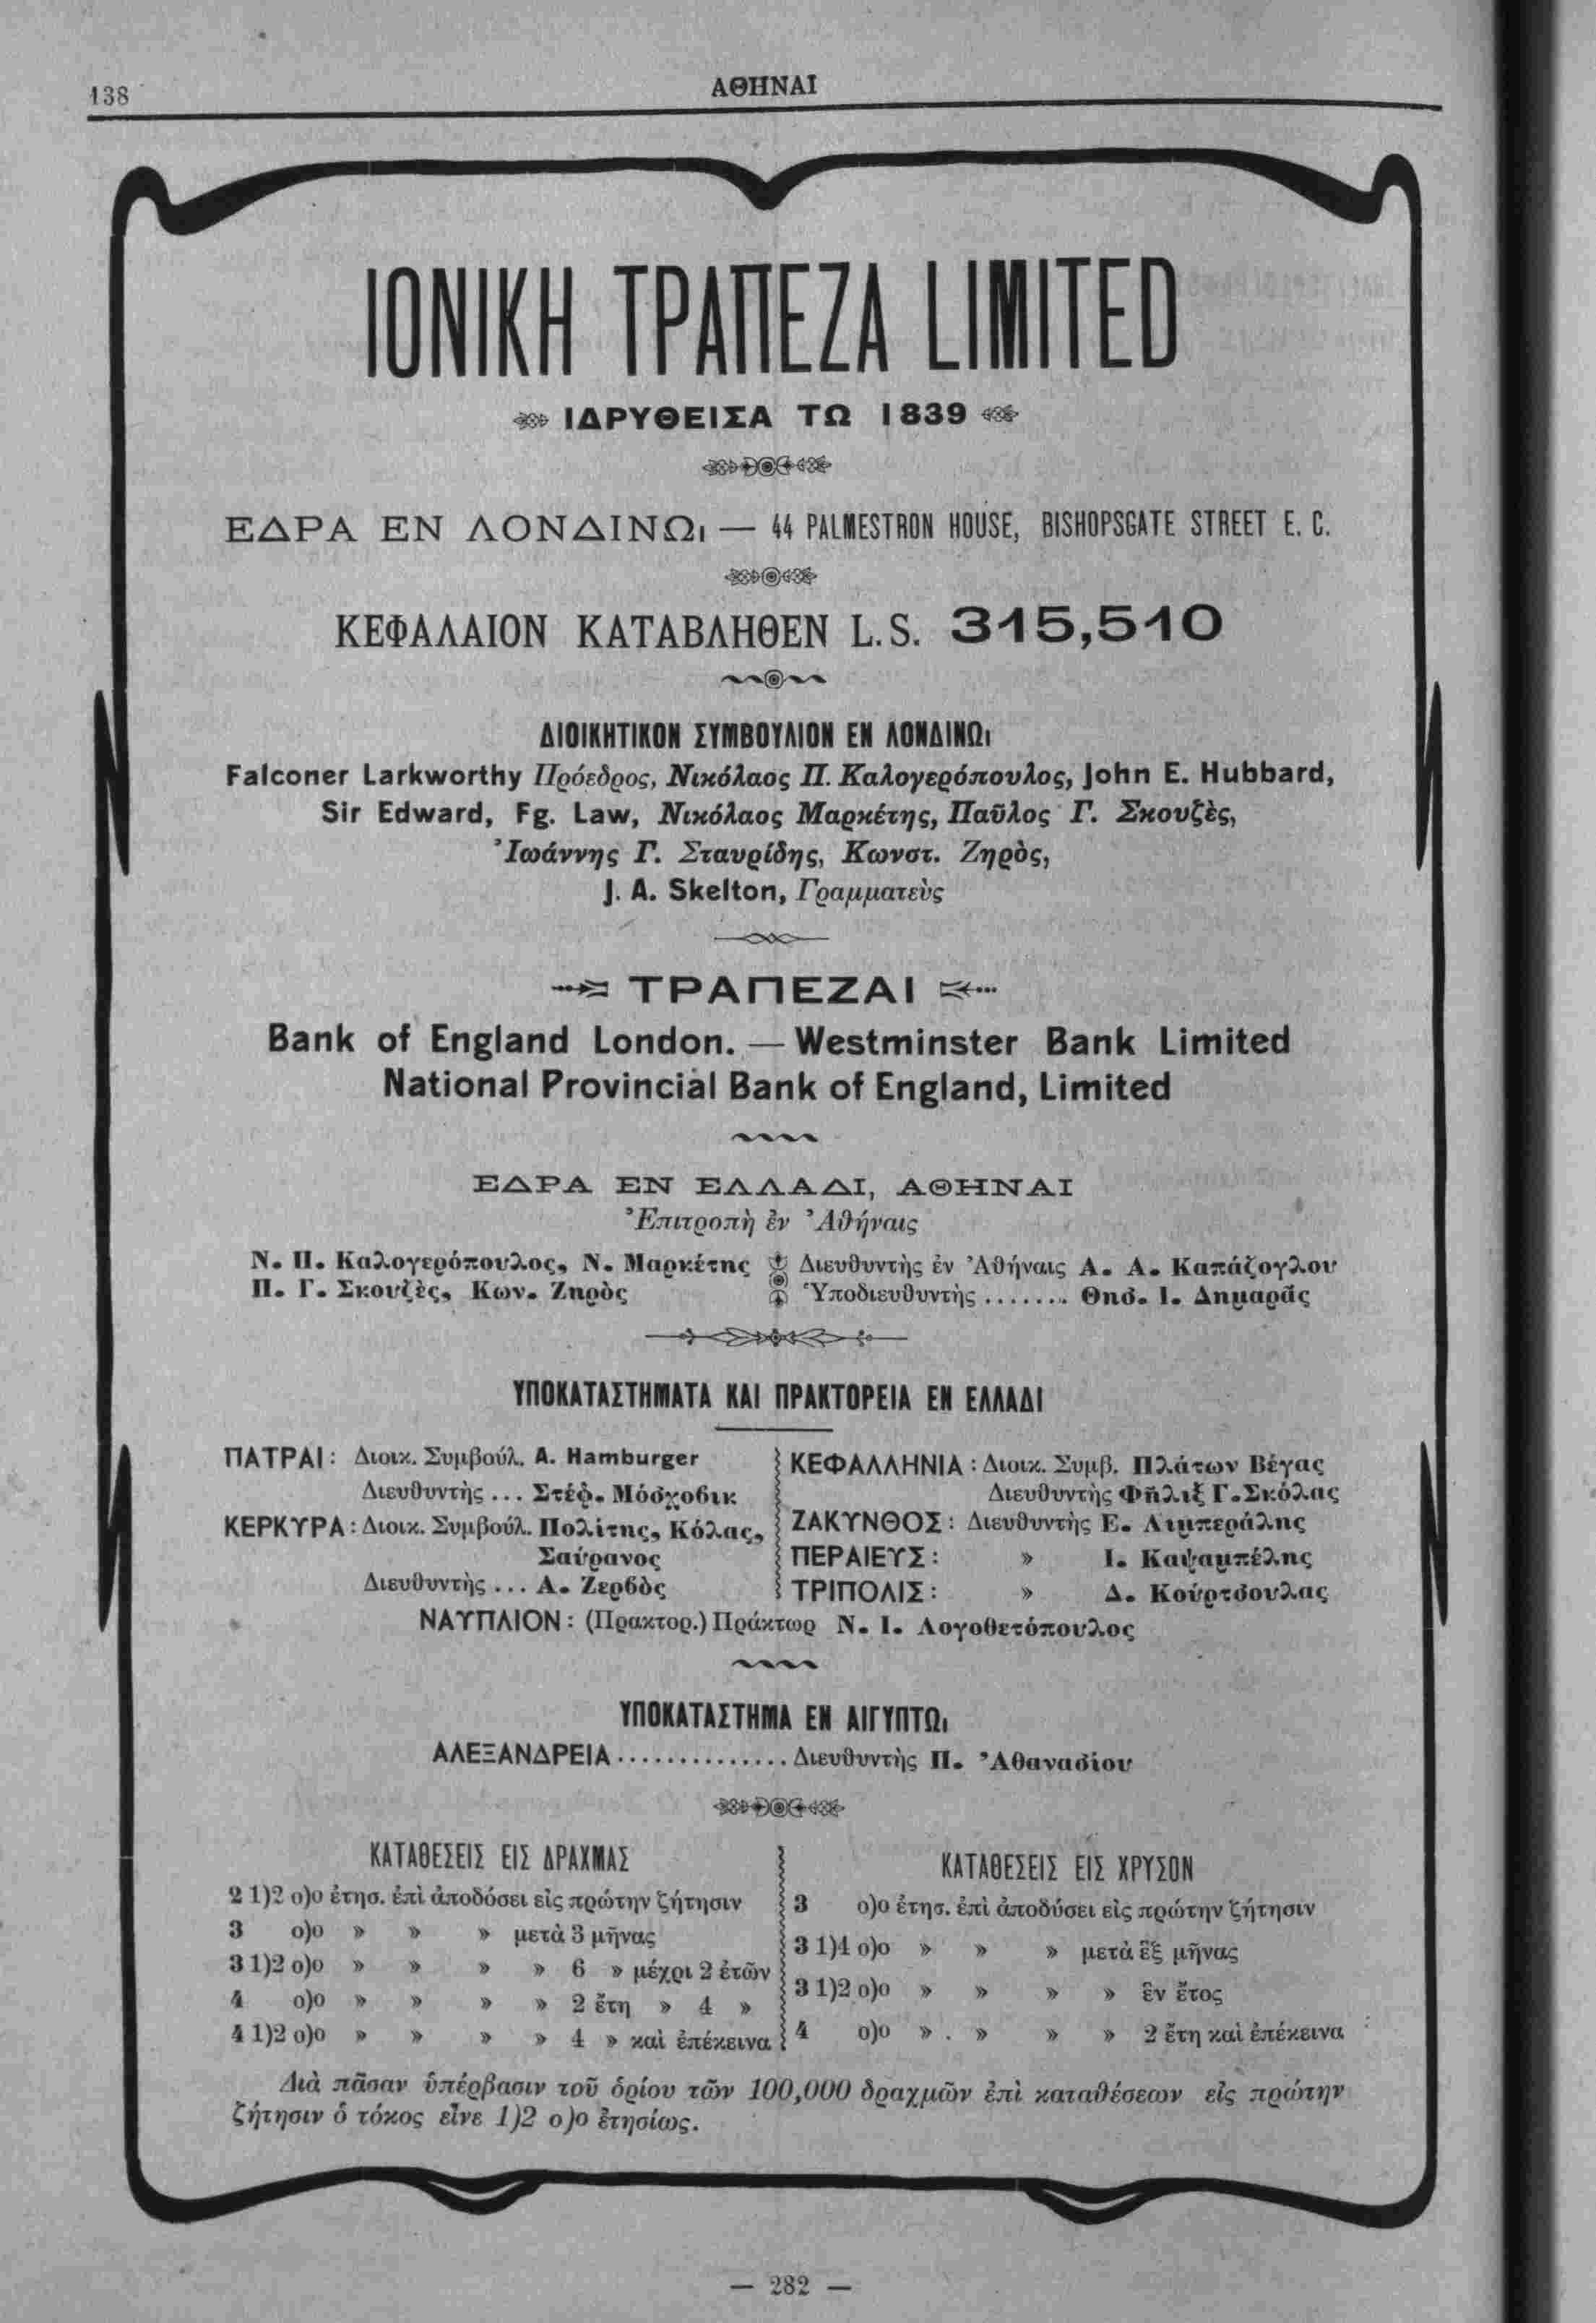 138
ΑΘΗΝΑΙ
ΙΟΝΙΚΗ ΤΡΑΠΕΖΑ LIMITED
ΙΔΡΥΘΕΙΣΑ ΤΩ 1839
ΕΔΡΑ ΕΝ ΛΟΝΔΙΝΩι — 44 PALMESTRON HOUSE, BISHOPSGATE STREET E. C.
ΚΕΦΑΛΑΙΟΝ ΚΑΤΑΒΛΗΘΕΝ L.S. 315,510
ΔΙΟΙΚΗΤΙΚΟΝ ΣΥΜΒΟΥΛΙΟΝ ΕΝ ΛΟΝΔΙΝΩι
Falconer Larkworthy Πρόεδρος, Νικόλαος Π. Καλογερόπουλος, John E. Hubbard,
Sir Edward, Fg. Law, Νικόλαος Μαρκέτης, Παῦλος Γ. Σκουζὲς,
Ἰωάννης Γ. Σταυρίδης, Κωνστ. Ζηρὸς,
J. A. Skelton, Γραμματεὺς
ΤΡΑΠΕΖΑΙ
Bank of England London. — Westminster Bank Limited
National Provincial Bank of England, Limited
ΕΔΡΑ ΕΝ ΕΛΛΑΔΙ, ΑΘΗΝΑΙ
Ἐπιτροπὴ ἐν Ἀθήναις
Ν. Π. Καλογερόπουλος, Ν. Μαρκέτης
Π. Γ. Σκουζὲς, Κων. Ζηρὸς
Διευθυντὴς ἐν Ἀθήναις Α. Α. Καπάζογλου
Ὑποδιευθυντὴς ....... Θηδ. Ι. Δημαρᾶς
ΥΠΟΚΑΤΑΣΤΗΜΑΤΑ ΚΑΙ ΠΡΑΚΤΟΡΕΙΑ ΕΝ ΕΛΛΑΔΙ
ΠΑΤΡΑΙ: Διοικ. Συμβούλ. A. Hamburger
Διευθυντὴς ... Στέφ. Μόσχοβικ
ΚΕΡΚΥΡΑ: Διοικ. Συμβούλ. Πολίτης, Κόλας,
Σαύρανος
Διευθυντὴς ... Α. Ζερβὸς
ΚΕΦΑΛΛΗΝΙΑ: Διοικ. Συμβ. Πλάτων Βέγας
Διευθυντὴς Φῆλιξ Γ. Σκόλας
ΖΑΚΥΝΘΟΣ: Διευθυντὴς Ε. Λιμπεράλης
ΠΕΡΑΙΕΥΣ: » Ι. Καψαμπέλης
ΤΡΙΠΟΛΙΣ: » Δ. Κούρτσουλας
ΝΑΥΠΛΙΟΝ: (Πρακτορ.) Πράκτωρ Ν. Ι. Λογοθετόπουλος
ΥΠΟΚΑΤΑΣΤΗΜΑ ΕΝ ΑΙΓΥΠΤΩι
ΑΛΕΞΑΝΔΡΕΙΑ .............. Διευθυντὴς Π. Ἀθανασίου
ΚΑΤΑΘΕΣΕΙΣ ΕΙΣ ΔΡΑΧΜΑΣ
2 1)2 ο)ο ἐτησ. ἐπὶ ἀποδόσει εἰς πρώτην ζήτησιν
3 ο)ο » » » μετὰ 3 μῆνας
3 1)2 ο)ο » » » » 6 » μέχρι 2 ἐτῶν
4 ο)ο » » » » 2 ἔτη » 4 »
4 1)2 ο)ο » » » » 4 » καὶ ἐπέκεινα
ΚΑΤΑΘΕΣΕΙΣ ΕΙΣ ΧΡΥΣΟΝ
3 ο)ο ἐτησ. ἐπὶ ἀποδόσει εἰς πρώτην ζήτησιν
3 1)4 ο)ο » » » μετὰ ἓξ μῆνας
3 1)2 ο)ο » » » » ἓν ἔτος
4 ο)ο » . » » » 2 ἔτη καὶ ἐπέκεινα
Διὰ πᾶσαν ὑπέρβασιν τοῦ ὁρίου τῶν 100,000 δραχμῶν ἐπὶ καταθέσεων εἰς πρώτην
ζήτησιν ὁ τόκος εἶνε 1)2 ο)ο ἐτησίως.
— 282 —